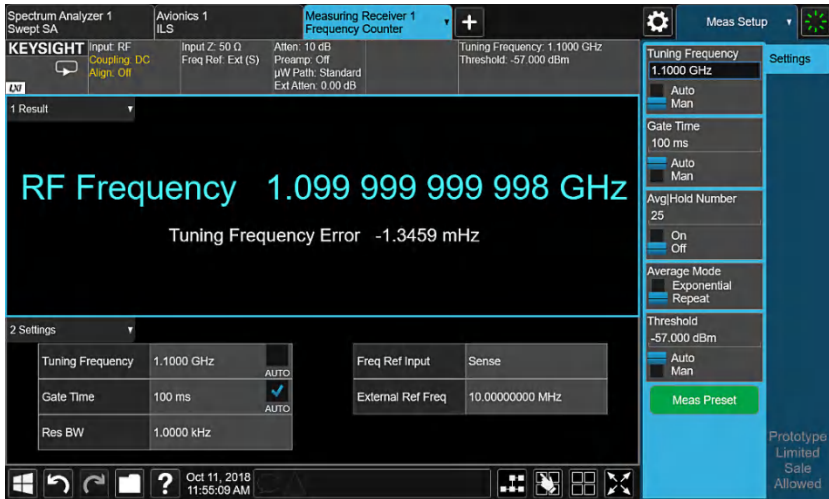 Spectrum Analyzer 1
Swept SA
Avionics 1
ILS
Measuring Receiver 1
Frequency Counter
Meas Setup
KEYSIGHT
LXI
Input: RF
Coupling: DC
Align: Off
Input Z: 50 Ω
Freq Ref: Ext (S)
Atten: 10 dB
Preamp: Off
µW Path: Standard
Ext Atten: 0.00 dB
Tuning Frequency: 1.1000 GHz
Threshold: -57.000 dBm
1 Result
RF Frequency 1.099 999 999 998 GHz
Tuning Frequency Error -1.3459 mHz
2 Settings
Tuning Frequency 1.1000 GHz
AUTO
Gate Time 100 ms
AUTO
Res BW 1.0000 kHz
Freq Ref Input Sense
External Ref Freq 10.00000000 MHz
Tuning Frequency
1.1000 GHz
Auto
Man
Gate Time
100 ms
Auto
Man
Avg|Hold Number
25
On
Off
Average Mode
Exponential
Repeat
Threshold
-57.000 dBm
Auto
Man
Meas Preset
Settings
Prototype
Limited
Sale
Allowed
?
Oct 11, 2018
11:55:09 AM